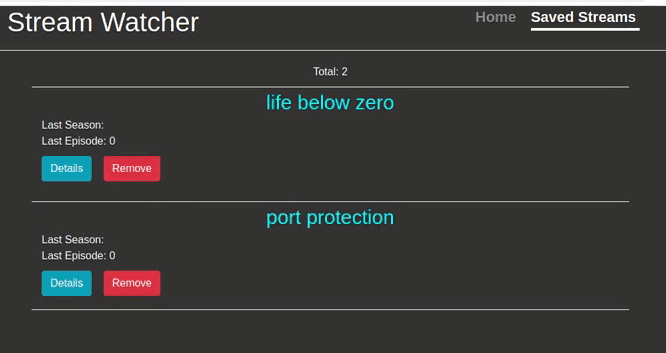 Stream Watcher
Home Saved Streams
Total: 2
life below zero
Last Season:
Last Episode: 0
Details Remove
port protection
Last Season:
Last Episode: 0
Details Remove